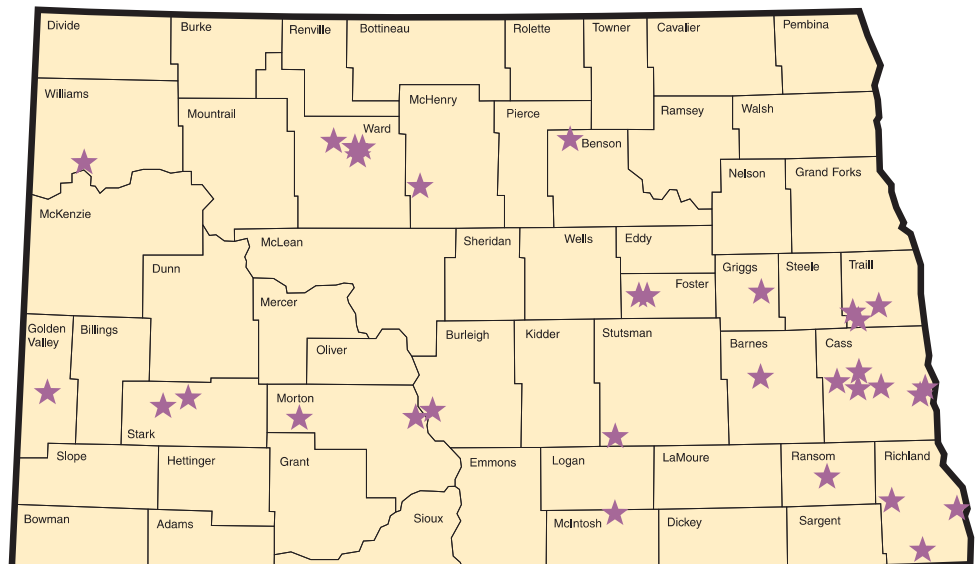 Divide
Burke
Renville
Bottineau
Rolette
Towner
Cavalier
Pembina
Williams
Mountrail
Ward
McHenry
Pierce
Benson
Ramsey
Walsh
Nelson
Grand Forks
McKenzie
Dunn
McLean
Mercer
Oliver
Sheridan
Wells
Eddy
Foster
Griggs
Steele
Traill
Golden
Valley
Billings
Stark
Morton
Burleigh
Kidder
Stutsman
Barnes
Cass
Slope
Hettinger
Grant
Emmons
Logan
LaMoure
Ransom
Richland
Bowman
Adams
Sioux
McIntosh
Dickey
Sargent